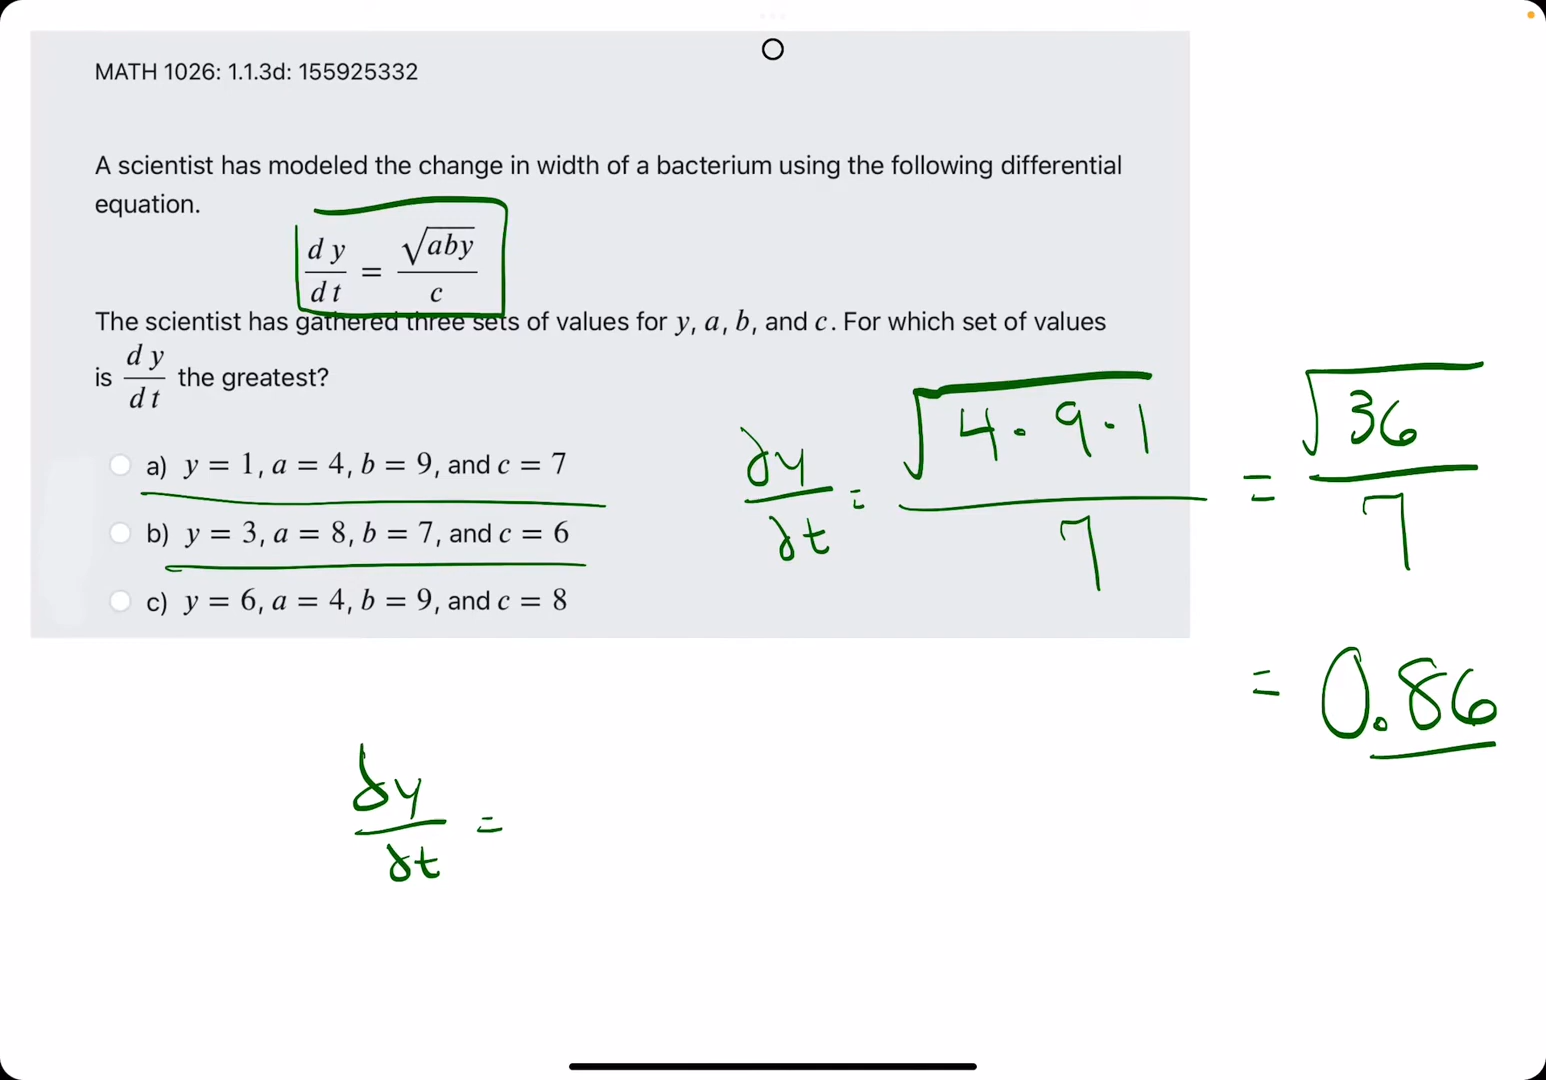 MATH 1026: 1.1.3d: 155925332
A scientist has modeled the change in width of a bacterium using the following differential
equation.
dy/dt = √(aby)/c
The scientist has gathered three sets of values for y, a, b, and c. For which set of values
is dy/dt the greatest?
a) y = 1, a = 4, b = 9, and c = 7
b) y = 3, a = 8, b = 7, and c = 6
c) y = 6, a = 4, b = 9, and c = 8
dy/dt = √(4·9·1)/7 = √36/7
= 0.86
dy/dt =